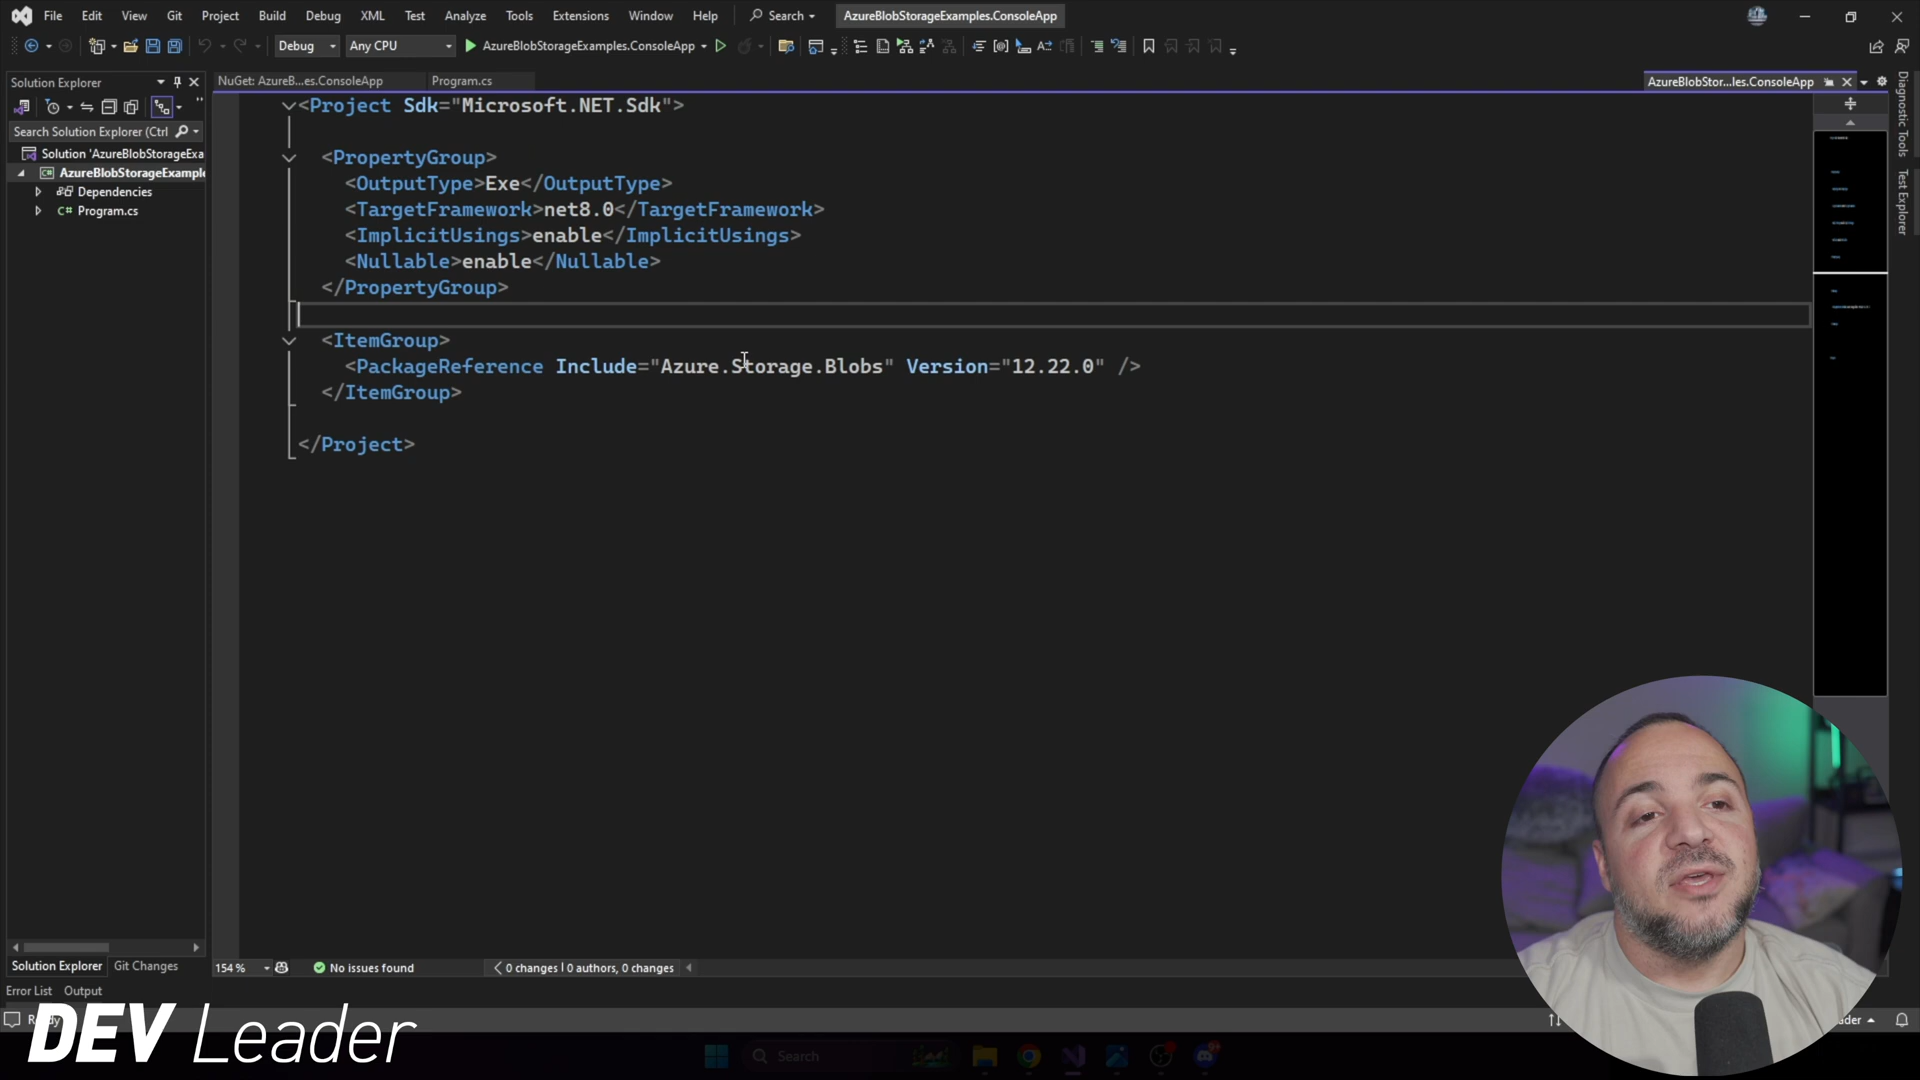 File Edit View Git Project Build Debug XML Test Analyze Tools Extensions Window Help Search AzureBlobStorageExamples.ConsoleApp
Debug Any CPU AzureBlobStorageExamples.ConsoleApp
Solution Explorer
NuGet: AzureB...es.ConsoleApp Program.cs AzureBlobStor...les.ConsoleApp
Search Solution Explorer (Ctrl
Solution 'AzureBlobStorageExa
AzureBlobStorageExample
Dependencies
Program.cs
<Project Sdk="Microsoft.NET.Sdk">
<PropertyGroup>
<OutputType>Exe</OutputType>
<TargetFramework>net8.0</TargetFramework>
<ImplicitUsings>enable</ImplicitUsings>
<Nullable>enable</Nullable>
</PropertyGroup>
<ItemGroup>
<PackageReference Include="Azure.Storage.Blobs" Version="12.22.0" />
</ItemGroup>
</Project>
Diagnostic Tools
Test Explorer
154 % No issues found 0 changes | 0 authors, 0 changes
Solution Explorer Git Changes
Error List Output
DEV Leader
Search